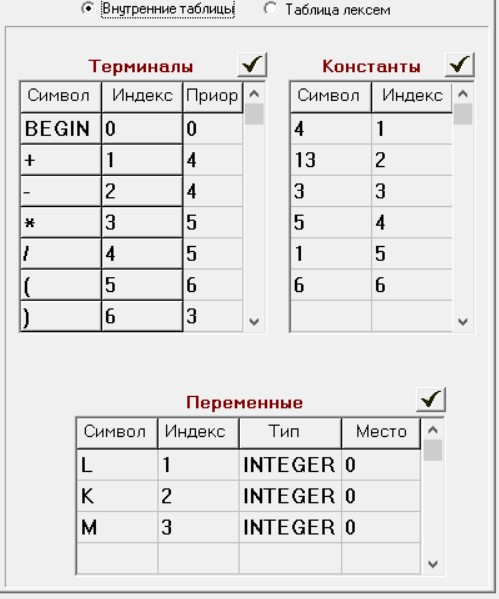 Внутренние таблицы Таблица лексем
Терминалы
Символ Индекс Приор
BEGIN 0 0
+ 1 4
- 2 4
* 3 5
/ 4 5
( 5 6
) 6 3
Константы
Символ Индекс
4 1
13 2
3 3
5 4
1 5
6 6
Переменные
Символ Индекс Тип Место
L 1 INTEGER 0
K 2 INTEGER 0
M 3 INTEGER 0